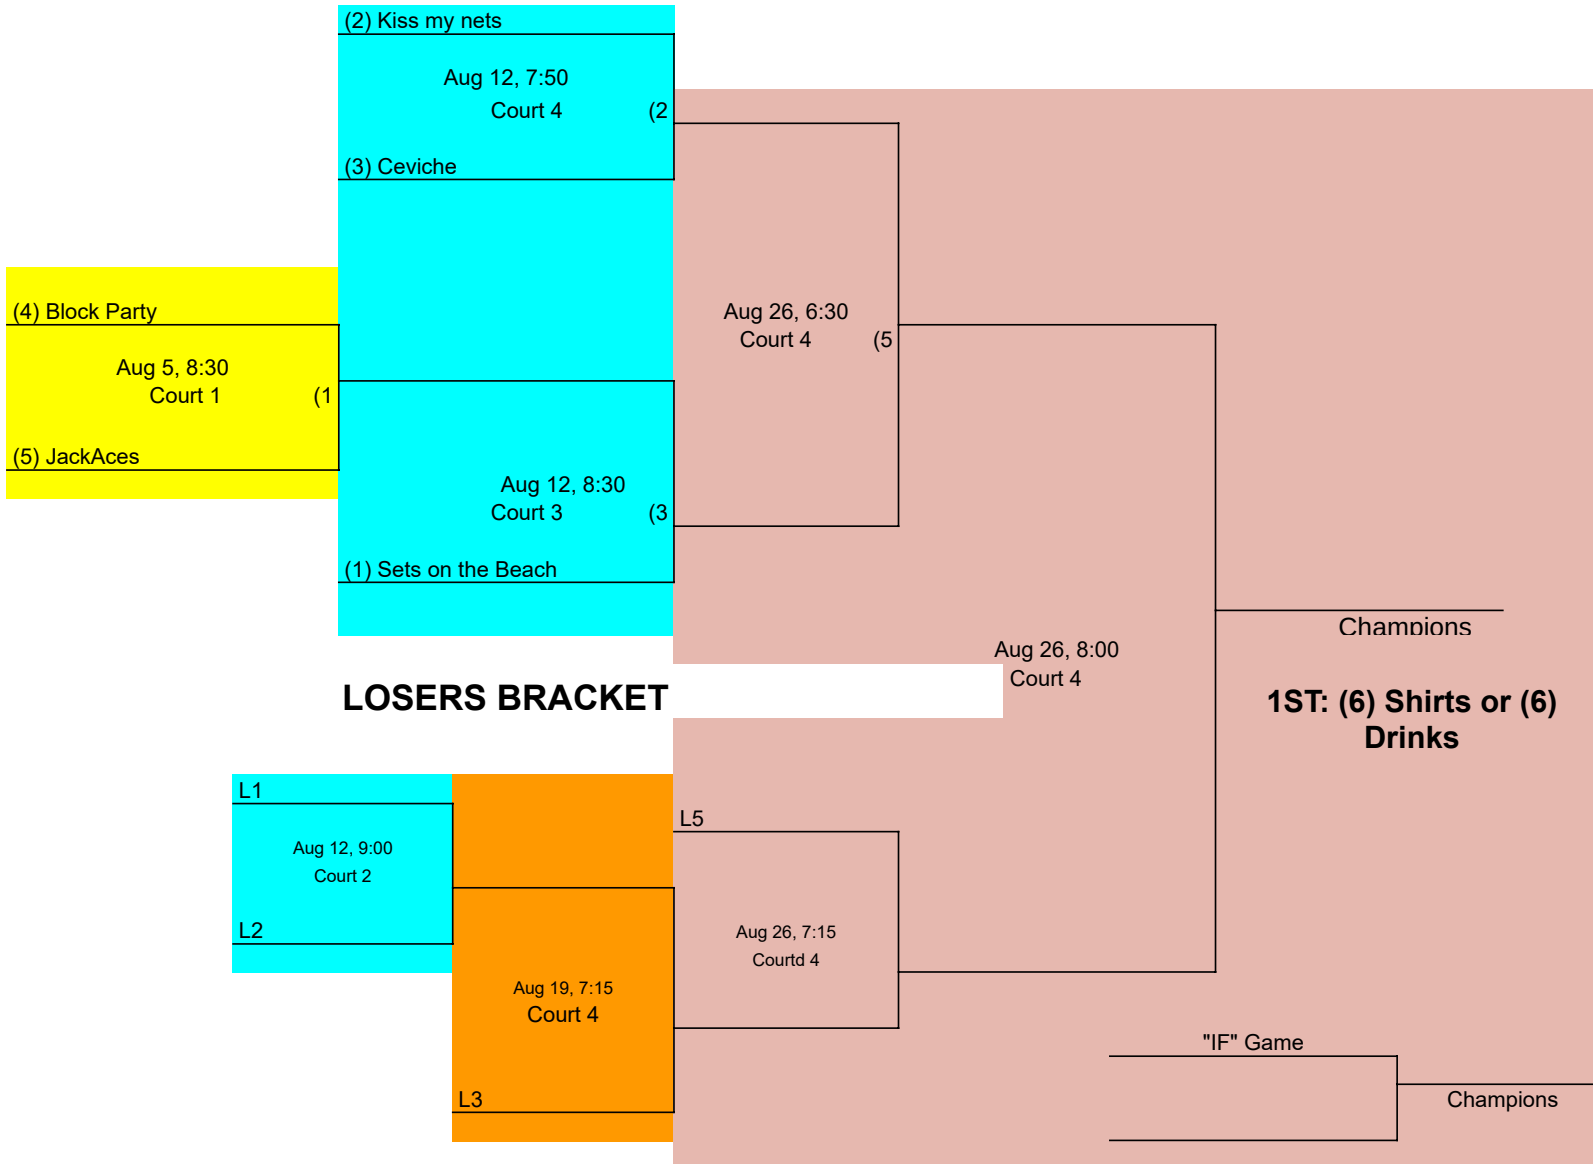 (2) Kiss my nets
Aug 12, 7:50
Court 4 (2
(3) Ceviche
(4) Block Party
Aug 5, 8:30
Court 1 (1
(5) JackAces
Aug 26, 6:30
Court 4 (5
Aug 12, 8:30
Court 3 (3
(1) Sets on the Beach
Champions
Aug 26, 8:00
Court 4
LOSERS BRACKET
1ST: (6) Shirts or (6)
Drinks
L1
Aug 12, 9:00
Court 2
L2
L5
Aug 26, 7:15
Courtd 4
Aug 19, 7:15
Court 4
L3
"IF" Game
Champions